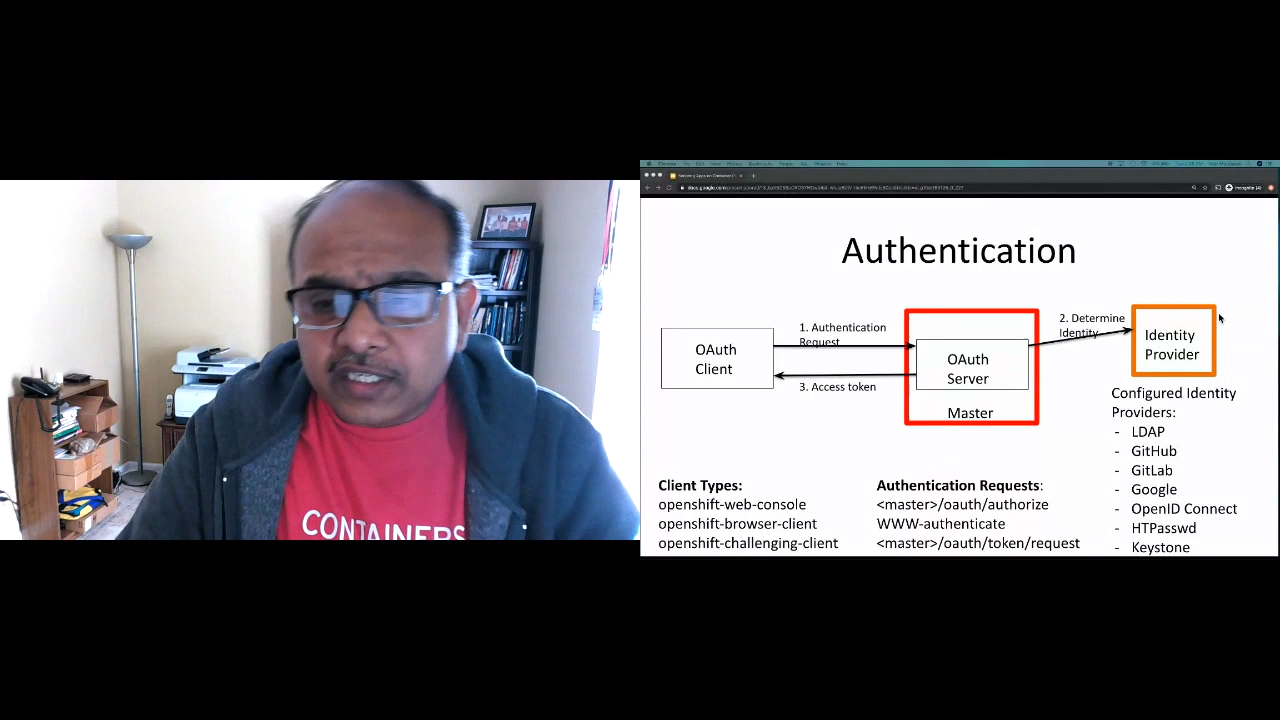 CONTAINERS
Authentication
OAuth
Client
1. Authentication
Request
3. Access token
OAuth
Server
Master
2. Determine
Identity
Identity
Provider
Configured Identity
Providers:
- LDAP
- GitHub
- GitLab
- Google
- OpenID Connect
- HTPasswd
- Keystone
Client Types:
openshift-web-console
openshift-browser-client
openshift-challenging-client
Authentication Requests:
<master>/oauth/authorize
WWW-authenticate
<master>/oauth/token/request
Incognito (4)